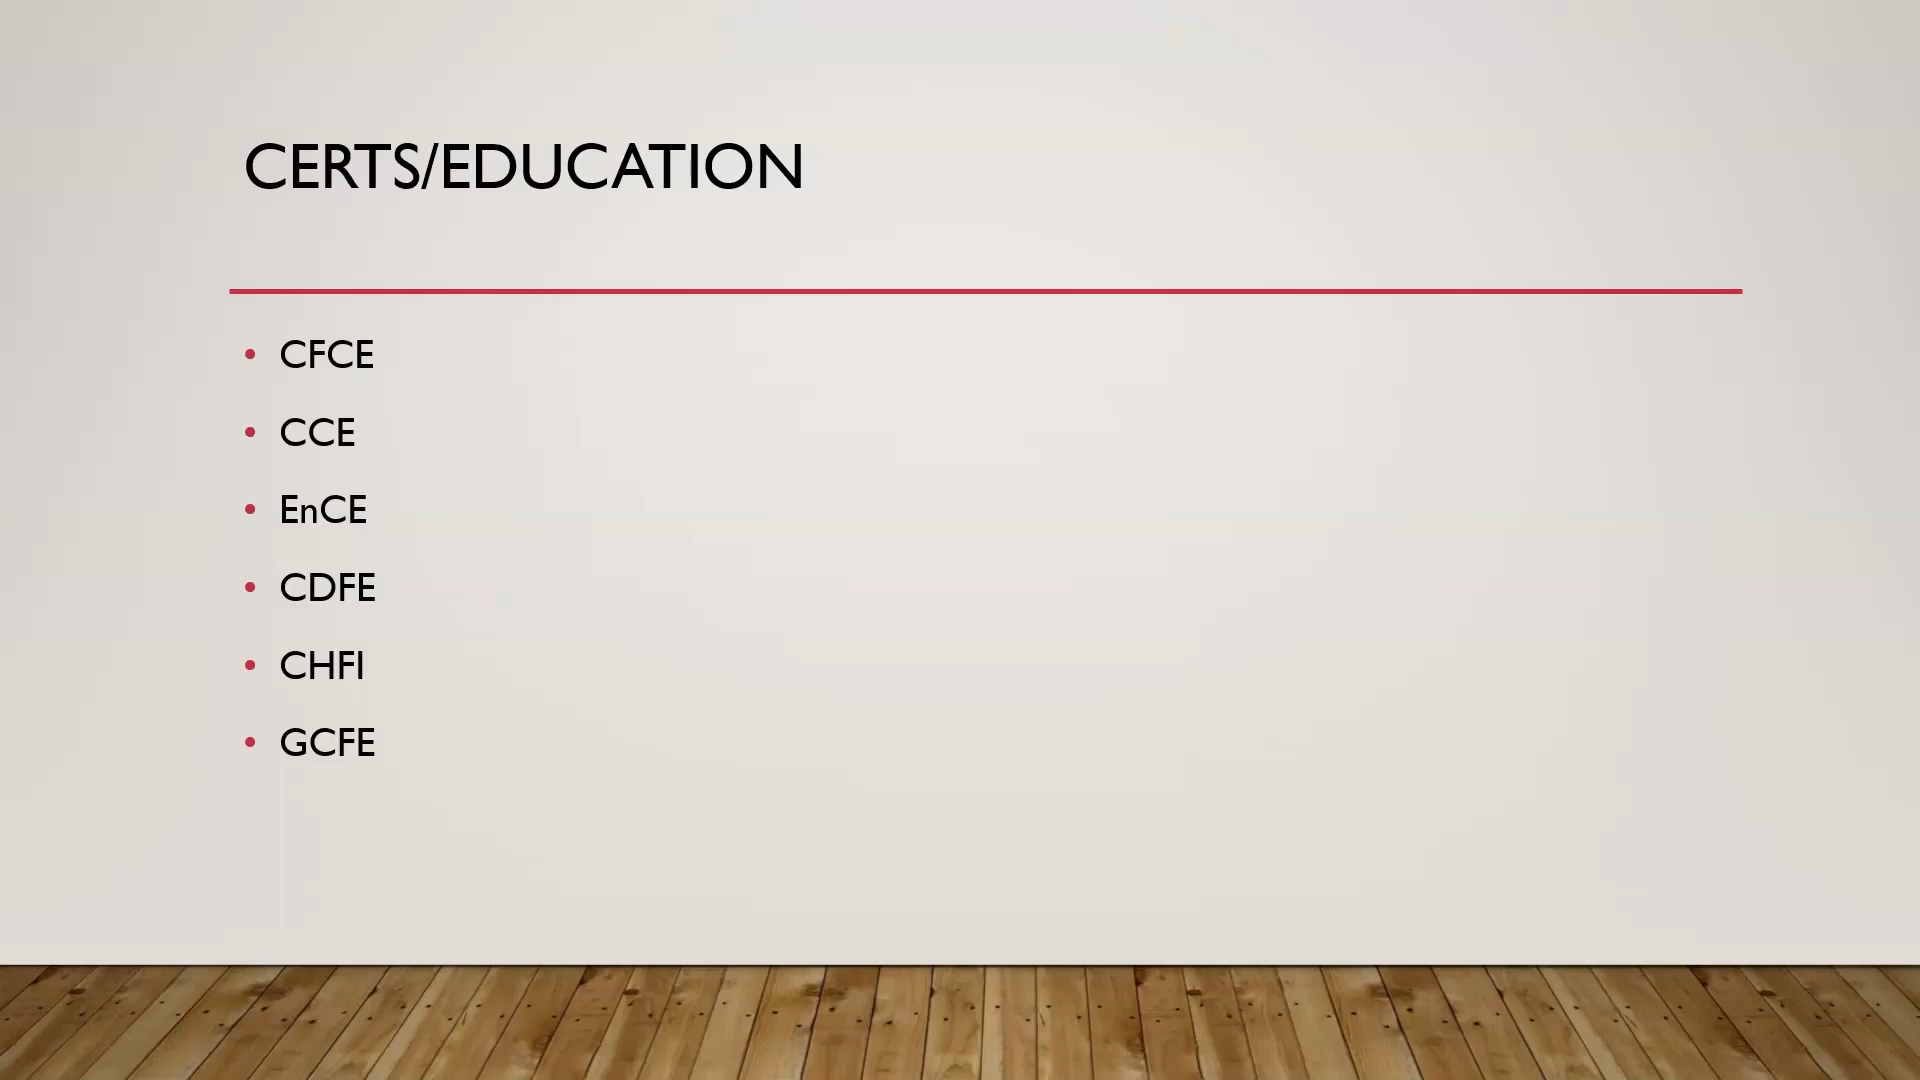 CERTS/EDUCATION
• CFCE
• CCE
• EnCE
• CDFE
• CHFI
• GCFE